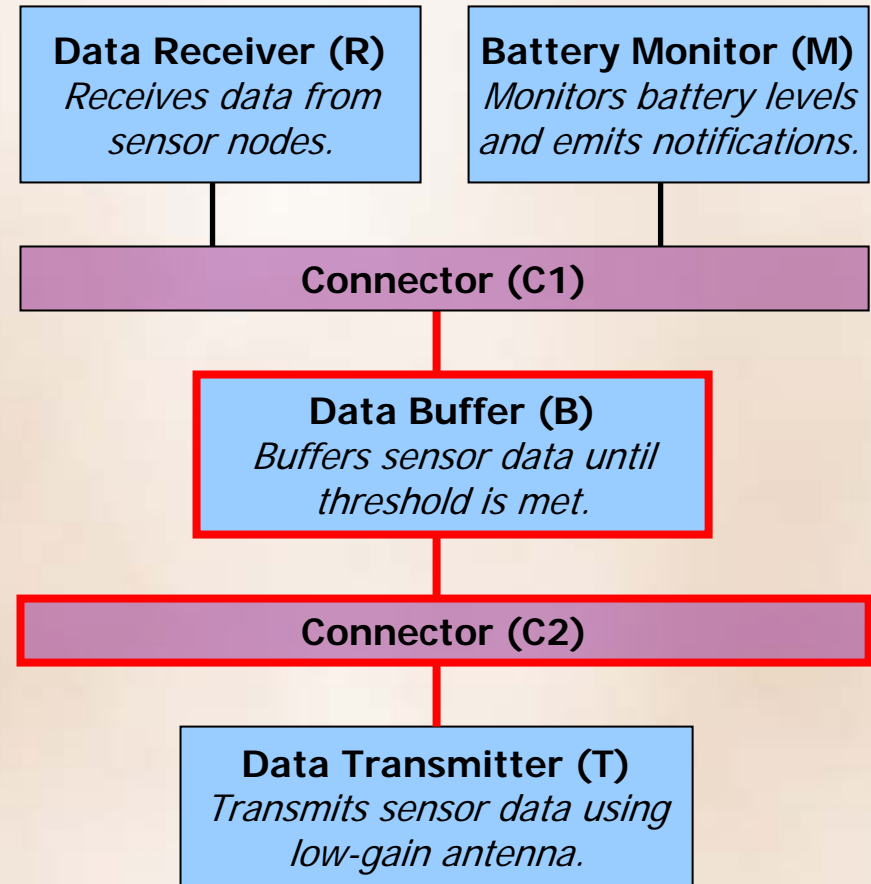 Data Receiver (R)
Receives data from
sensor nodes.
Battery Monitor (M)
Monitors battery levels
and emits notifications.
Connector (C1)
Data Buffer (B)
Buffers sensor data until
threshold is met.
Connector (C2)
Data Transmitter (T)
Transmits sensor data using
low-gain antenna.